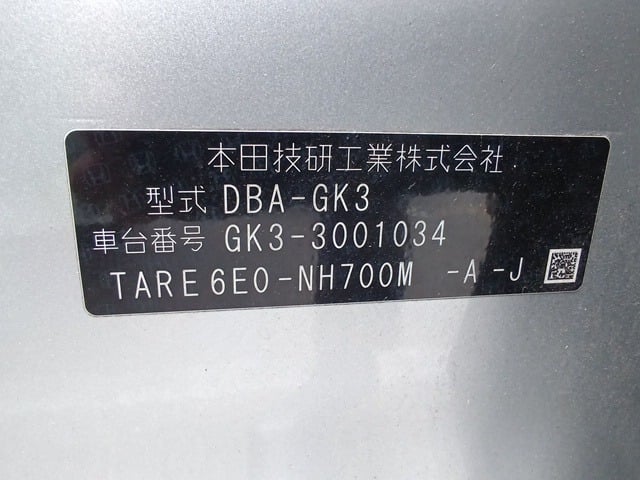 本田技研工業株式会社
型式 DBA-GK3
車台番号 GK3-3001034
TARE6E0-NH700M -A -J